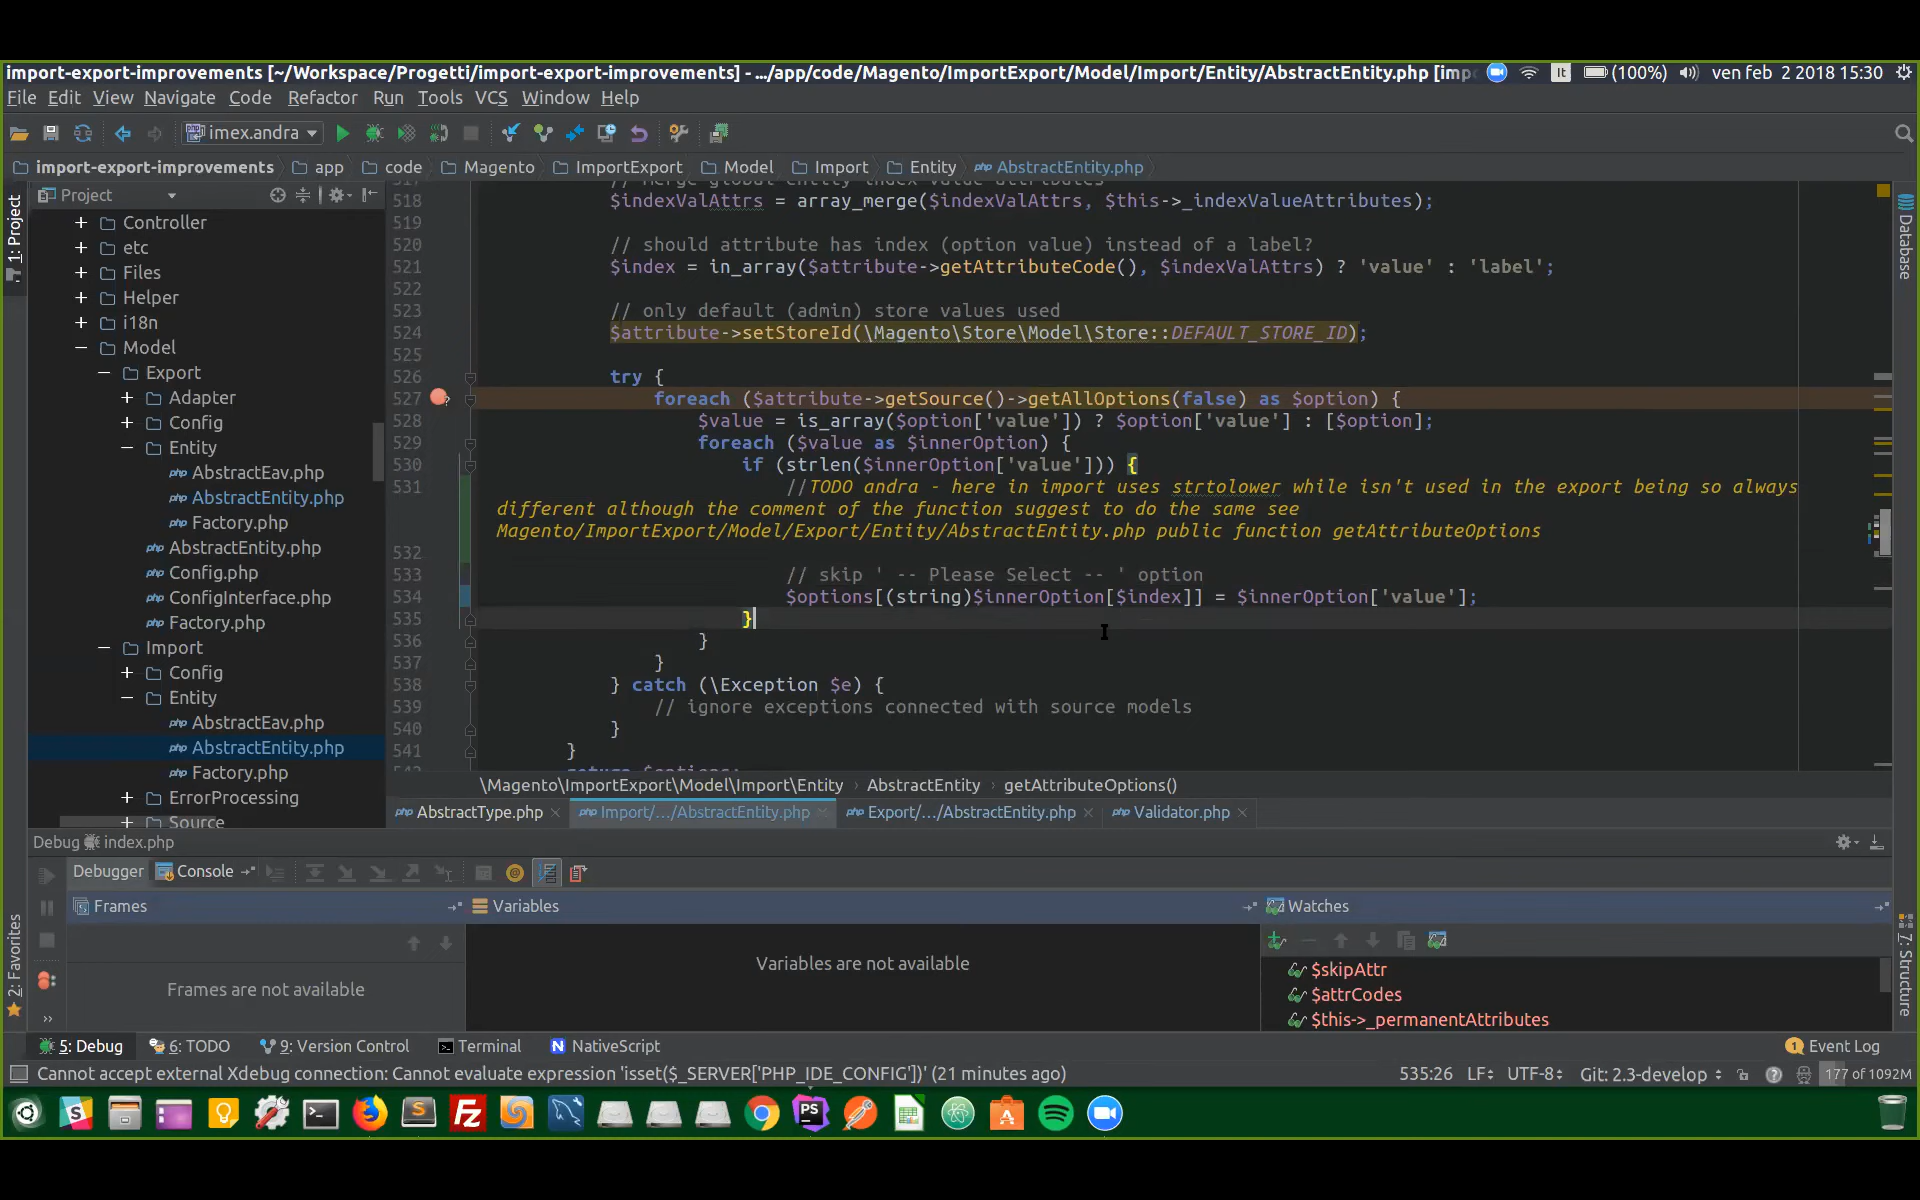 import-export-improvements [~/Workspace/Progetti/import-export-improvements] - .../app/code/Magento/ImportExport/Model/Import/Entity/AbstractEntity.php [imp
It
(100%)
ven feb 2 2018 15:30
File Edit View Navigate Code Refactor Run Tools VCS Window Help
imex.andra
import-export-improvements app code Magento ImportExport Model Import Entity AbstractEntity.php
1: Project
Project
Controller
etc
Files
Helper
i18n
Model
Export
Adapter
Config
Entity
AbstractEav.php
AbstractEntity.php
Factory.php
AbstractEntity.php
Config.php
ConfigInterface.php
Factory.php
Import
Config
Entity
AbstractEav.php
AbstractEntity.php
Factory.php
ErrorProcessing
Source
517 // merge global entity index value attributes
518 $indexValAttrs = array_merge($indexValAttrs, $this->_indexValueAttributes);
519
520 // should attribute has index (option value) instead of a label?
521 $index = in_array($attribute->getAttributeCode(), $indexValAttrs) ? 'value' : 'label';
522
523 // only default (admin) store values used
524 $attribute->setStoreId(\Magento\Store\Model\Store::DEFAULT_STORE_ID);
525
526 try {
527 foreach ($attribute->getSource()->getAllOptions(false) as $option) {
528 $value = is_array($option['value']) ? $option['value'] : [$option];
529 foreach ($value as $innerOption) {
530 if (strlen($innerOption['value'])) {
531 //TODO andra - here in import uses strtolower while isn't used in the export being so always
different although the comment of the function suggest to do the same see
Magento/ImportExport/Model/Export/Entity/AbstractEntity.php public function getAttributeOptions
532
533 // skip ' -- Please Select -- ' option
534 $options[(string)$innerOption[$index]] = $innerOption['value'];
535 }
536 }
537 }
538 } catch (\Exception $e) {
539 // ignore exceptions connected with source models
540 }
541 }
542 return $options;
Database
\Magento\ImportExport\Model\Import\Entity AbstractEntity getAttributeOptions()
AbstractType.php Import/.../AbstractEntity.php Export/.../AbstractEntity.php Validator.php
Debug index.php
Debugger Console
Frames Variables Watches
Frames are not available
Variables are not available
$skipAttr
$attrCodes
$this->_permanentAttributes
2: Favorites
7: Structure
5: Debug 6: TODO 9: Version Control Terminal NativeScript
1 Event Log
Cannot accept external Xdebug connection: Cannot evaluate expression 'isset($_SERVER['PHP_IDE_CONFIG'])' (21 minutes ago)
535:26 LF UTF-8 Git: 2.3-develop 177 of 1092M